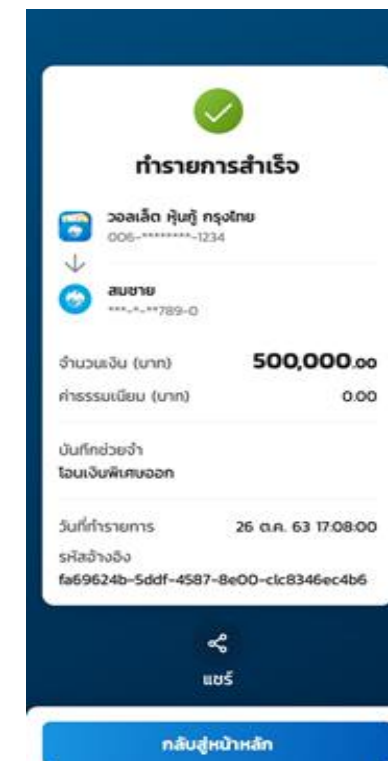 ทำรายการสำเร็จ
วอลเล็ต หุ้นกู้ กรุงไทย
006-********-1234
สมชาย
***-*-**789-0
จำนวนเงิน (บาท) 500,000.00
ค่าธรรมเนียม (บาท) 0.00
บันทึกช่วยจำ
โอนเงินพิเศษออก
วันที่ทำรายการ 26 ต.ค. 63 17:08:00
รหัสอ้างอิง
fa69624b-5ddf-4587-8e00-c1c8346ec4b6
แชร์
กลับสู่หน้าหลัก